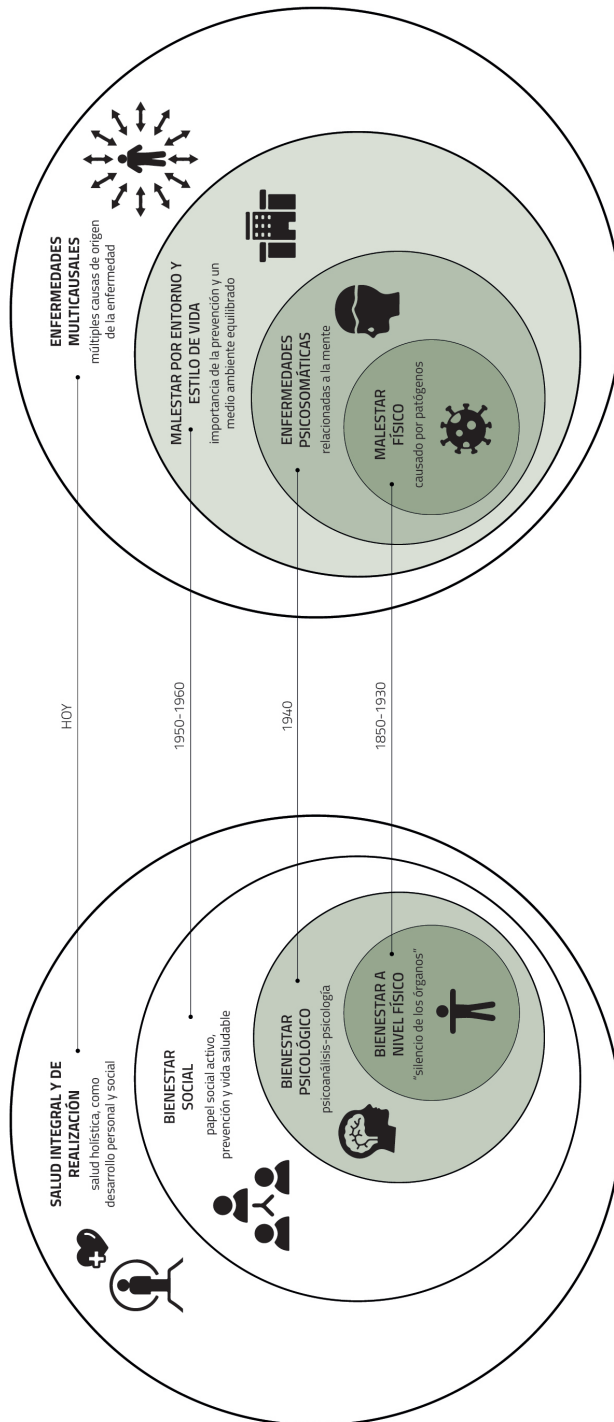 SALUD INTEGRAL Y DE
REALIZACIÓN
salud holística, como
desarrollo personal y social
HOY
ENFERMEDADES
MULTICAUSALES
múltiples causas de origen
de la enfermedad
BIENESTAR
SOCIAL
papel social activo,
prevención y vida saludable
1950-1960
MALESTAR POR ENTORNO Y
ESTILO DE VIDA
importancia de la prevención y un
medio ambiente equilibrado
BIENESTAR
PSICOLÓGICO
psicoanálisis-psicología
1940
ENFERMEDADES
PSICOSOMÁTICAS
relacionadas a la mente
BIENESTAR A
NIVEL FÍSICO
"silencio de los órganos"
1850-1930
MALESTAR
FÍSICO
causado por patógenos